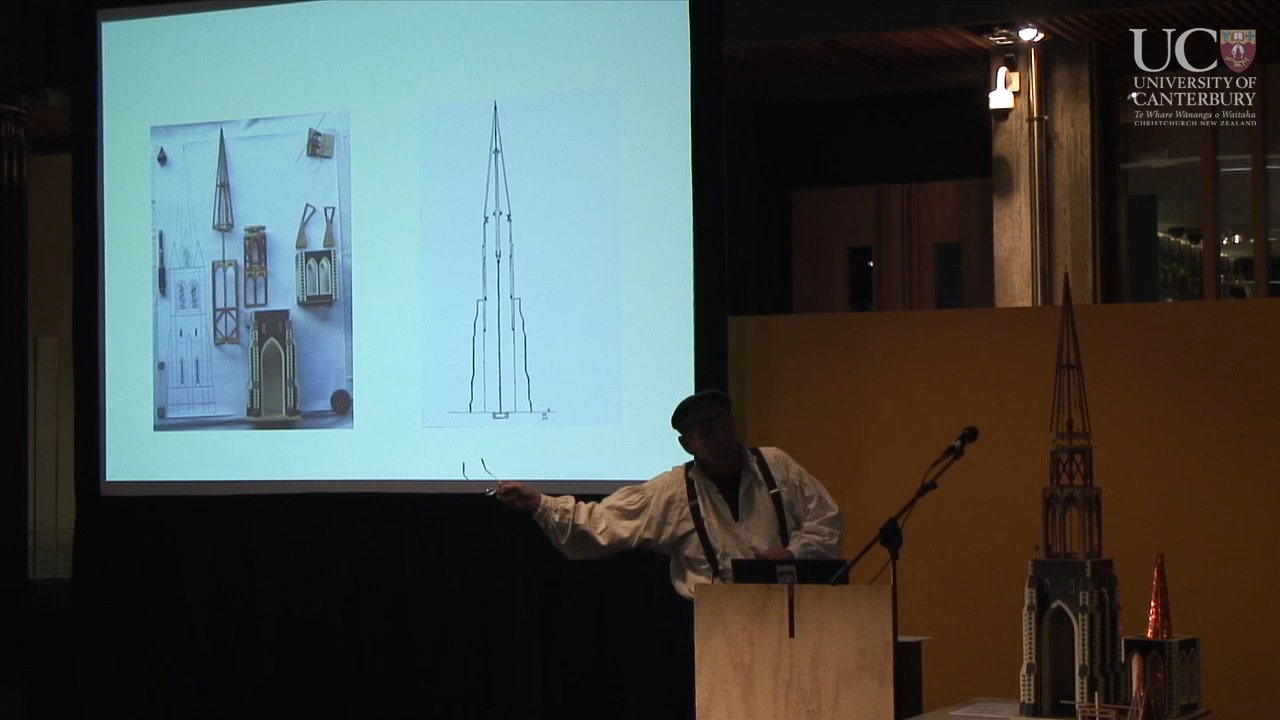 UC
UNIVERSITY OF
CANTERBURY
Te Whare Wānanga o Waitaha
CHRISTCHURCH NEW ZEALAND